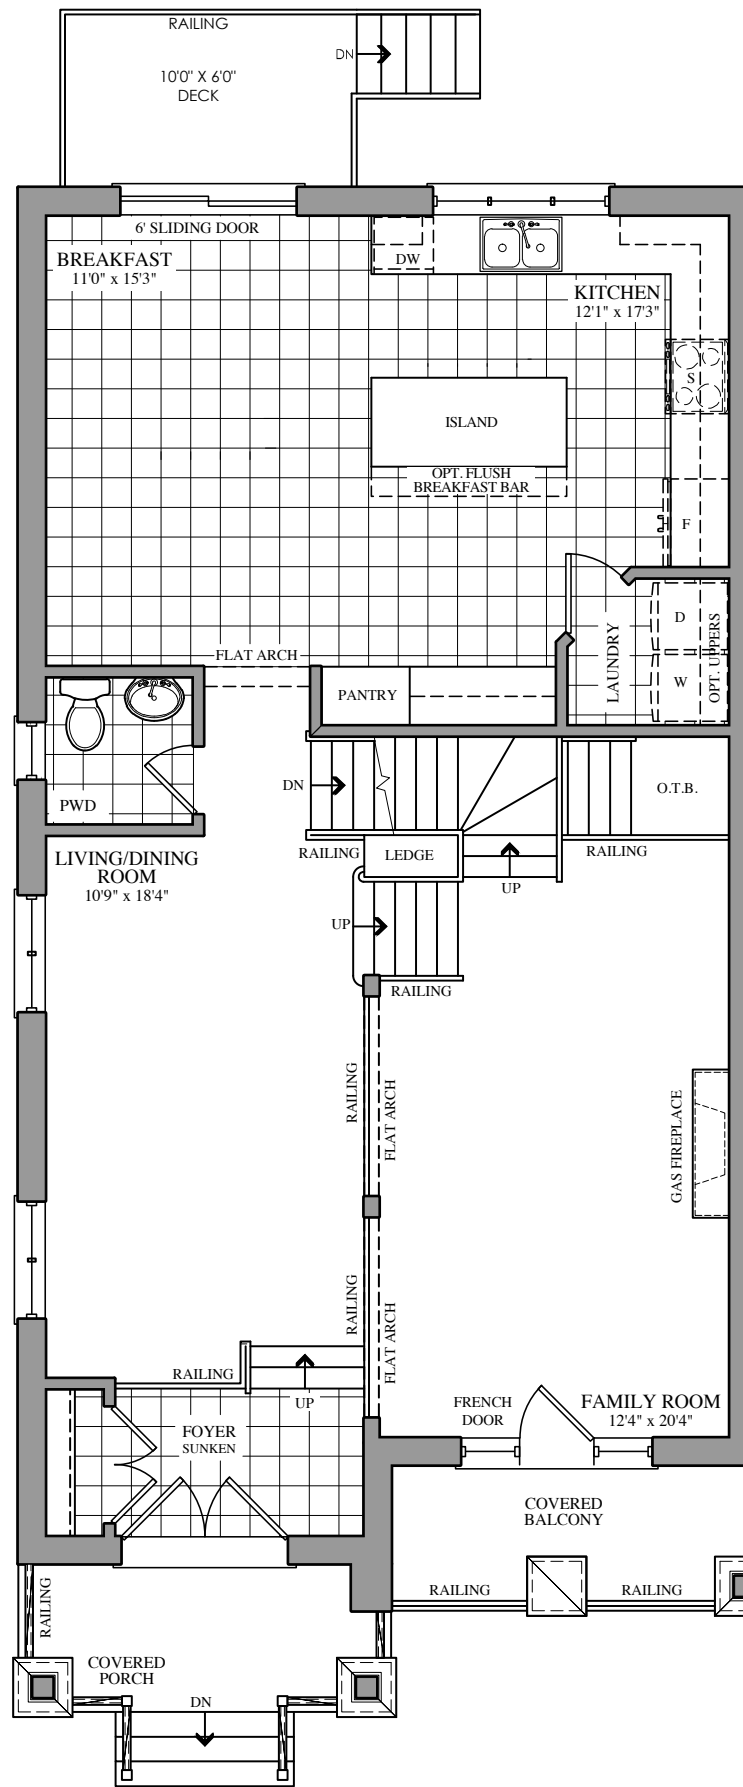 RAILING
DN
10'0" X 6'0"
DECK
6' SLIDING DOOR
BREAKFAST
11'0" x 15'3"
DW
KITCHEN
12'1" x 17'3"
S
ISLAND
OPT. FLUSH
BREAKFAST BAR
F
FLAT ARCH
LAUNDRY
D
W
OPT. UPPERS
PANTRY
PWD
DN
O.T.B.
LIVING/DINING
ROOM
10'9" x 18'4"
RAILING
LEDGE
RAILING
UP
UP
RAILING
RAILING
FLAT ARCH
GAS FIREPLACE
RAILING
FLAT ARCH
RAILING
UP
FOYER
SUNKEN
FRENCH
DOOR
FAMILY ROOM
12'4" x 20'4"
COVERED
BALCONY
RAILING
RAILING
RAILING
COVERED
PORCH
DN